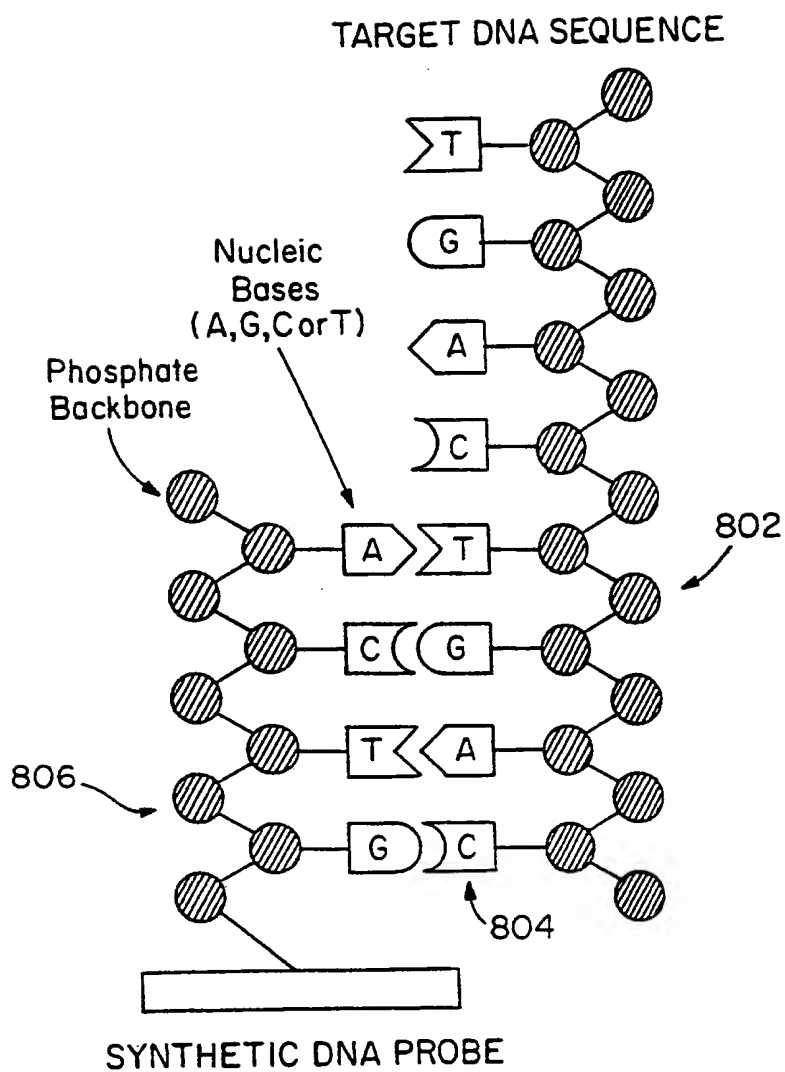 TARGET DNA SEQUENCE
T
G
Nucleic
Bases
(A,G,CorT)
A
Phosphate
Backbone
C
A T
802
C G
T A
806
G C
804
SYNTHETIC DNA PROBE